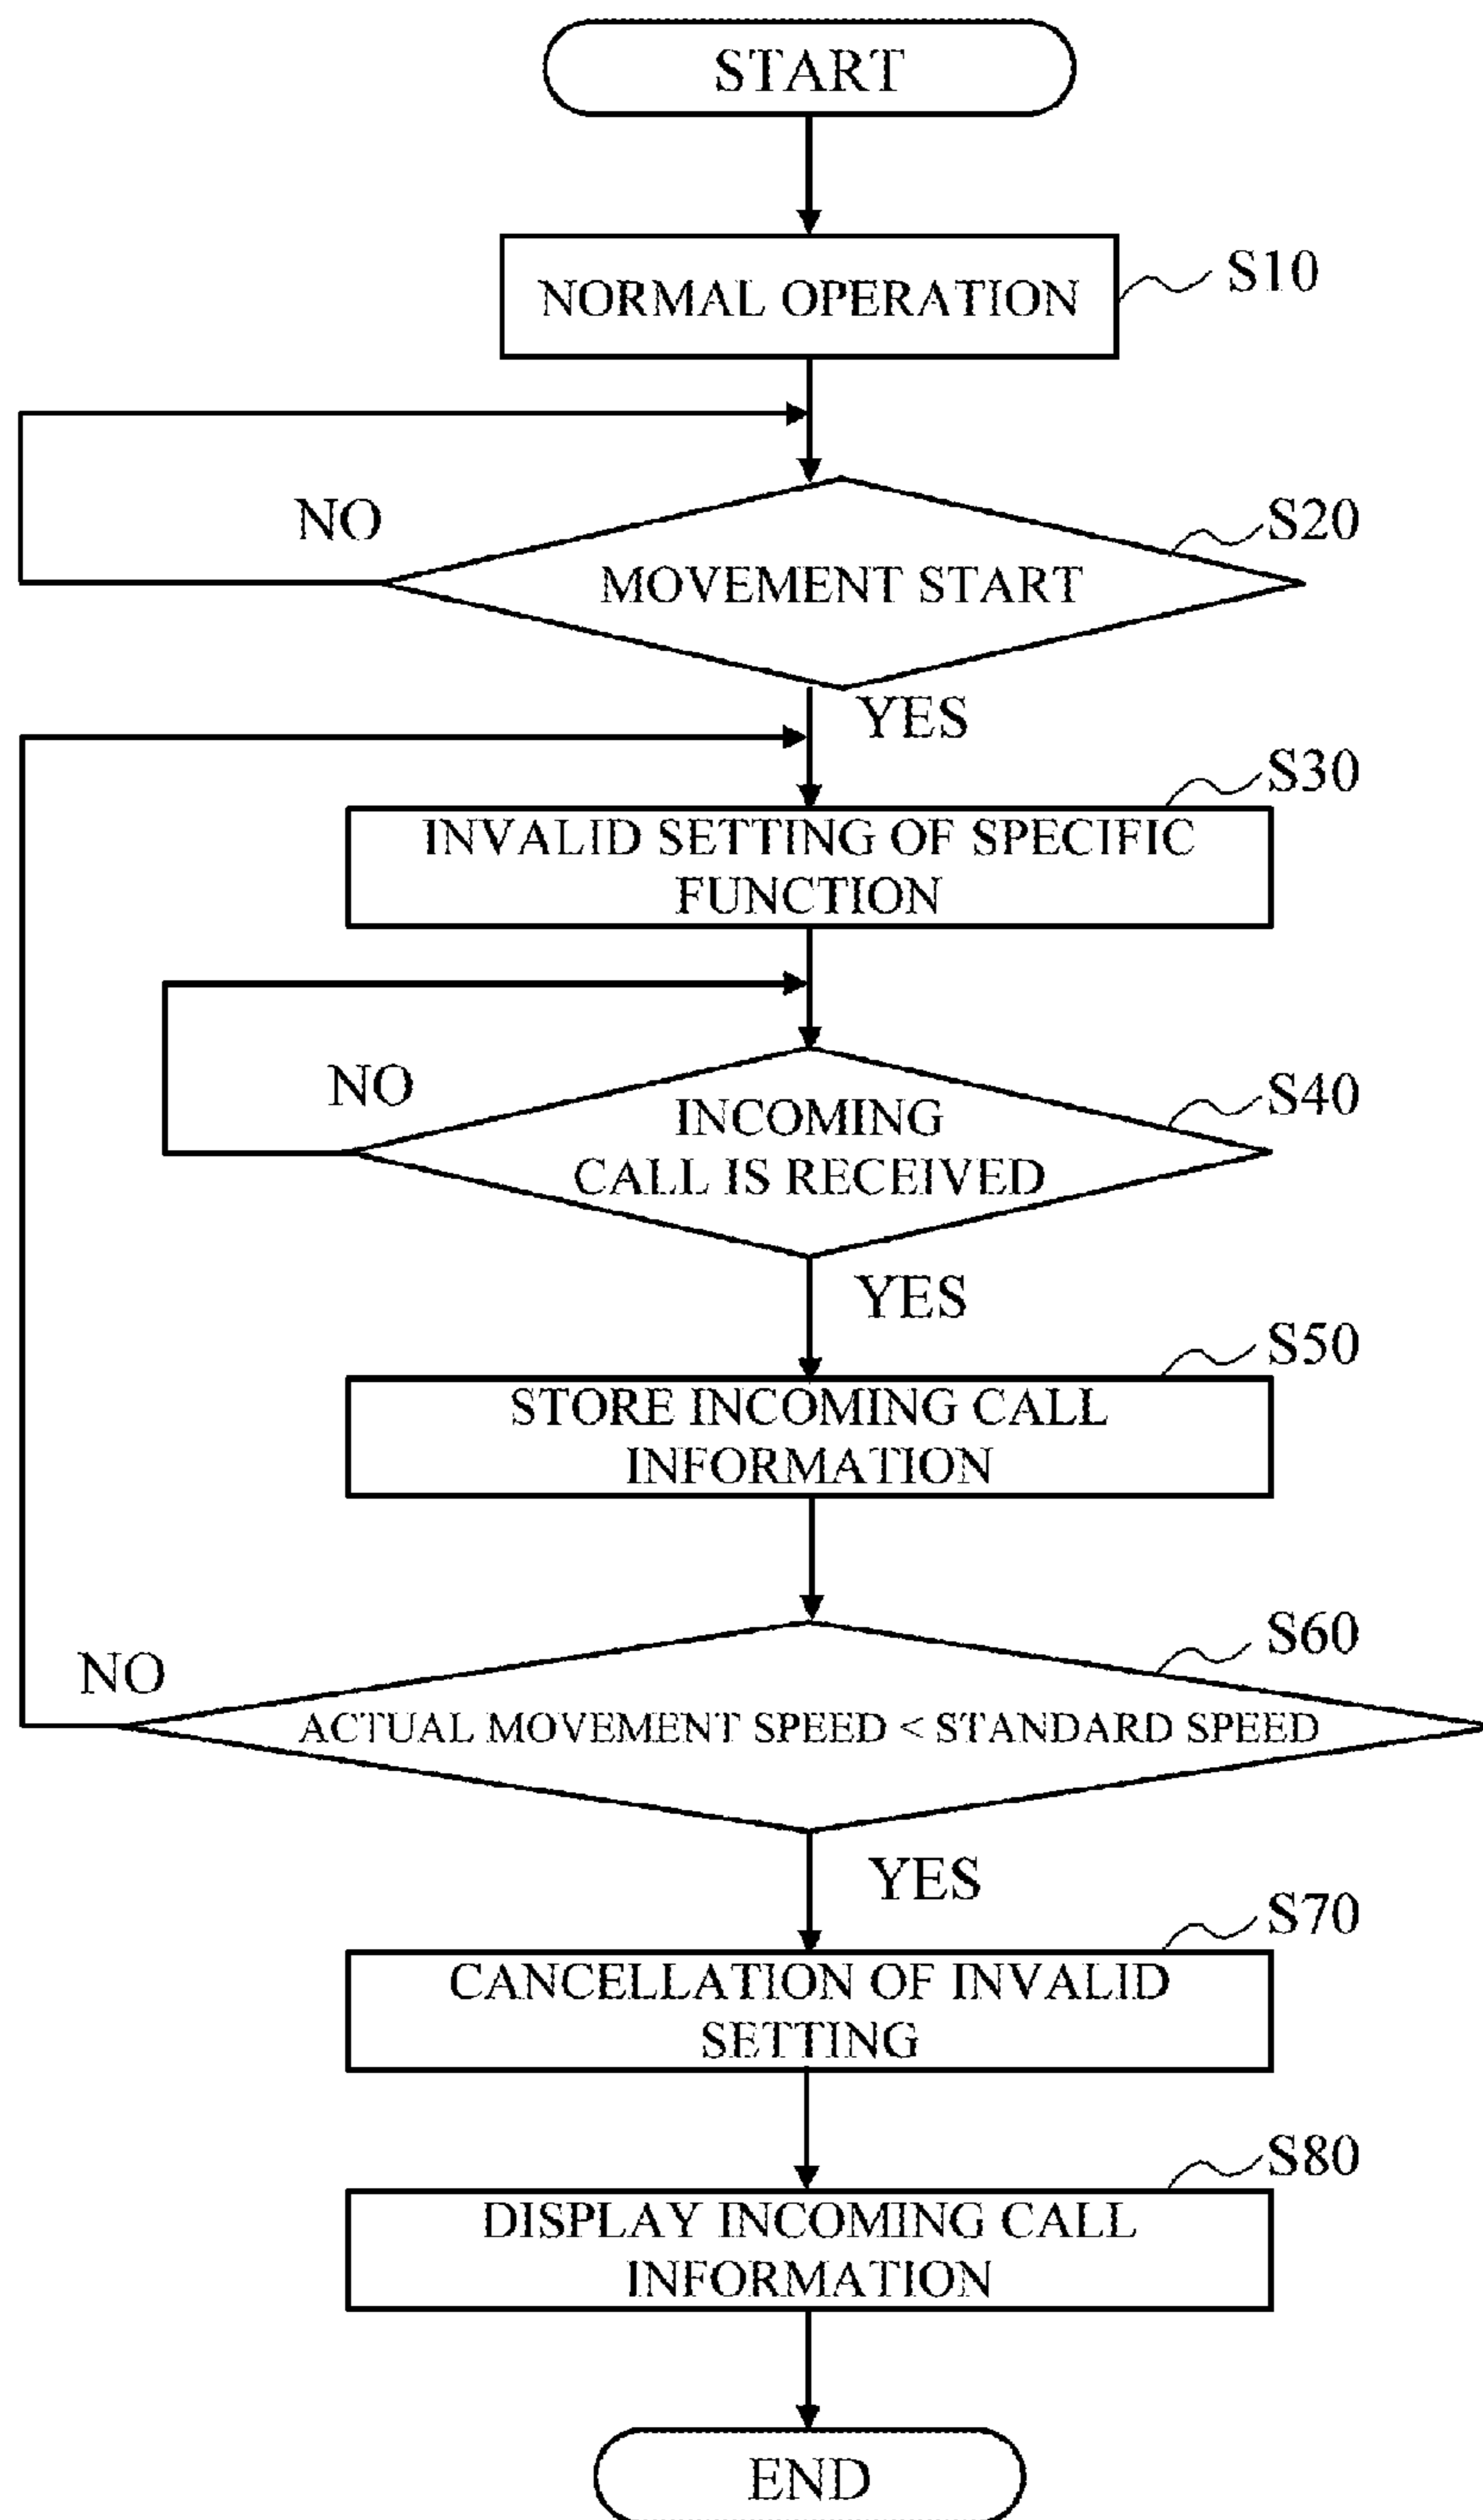 START
NORMAL OPERATION
S10
NO
S20
MOVEMENT START
YES
S30
INVALID SETTING OF SPECIFIC
FUNCTION
NO
S40
INCOMING
CALL IS RECEIVED
YES
S50
STORE INCOMING CALL
INFORMATION
S60
NO
ACTUAL MOVEMENT SPEED < STANDARD SPEED
YES
S70
CANCELLATION OF INVALID
SETTING
S80
DISPLAY INCOMING CALL
INFORMATION
END